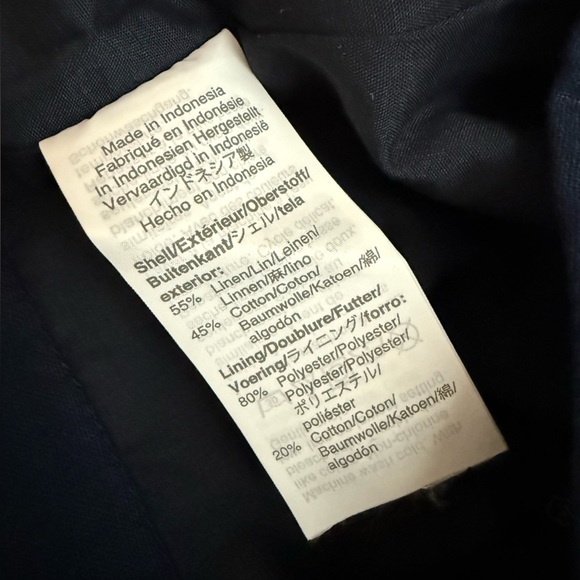 Made in Indonesia
Fabriqué en Indonésie
In Indonesien Hergestellt
Vervaardigd in Indonesië
インドネシア製
Hecho en Indonesia
Shell/Extérieur/Oberstoff/
Buitenkant/シェル/tela
exterior:
55% Linen/Lin/Leinen/
Linnen/麻/lino
45% Cotton/Coton/
Baumwolle/Katoen/綿/
algodón
Lining/Doublure/Futter/
Voering/ライニング/forro:
80% Polyester/Polyester/
Polyester/Polyester/
ポリエステル/
poliéster
20% Cotton/Coton/
Baumwolle/Katoen/綿/
algodón